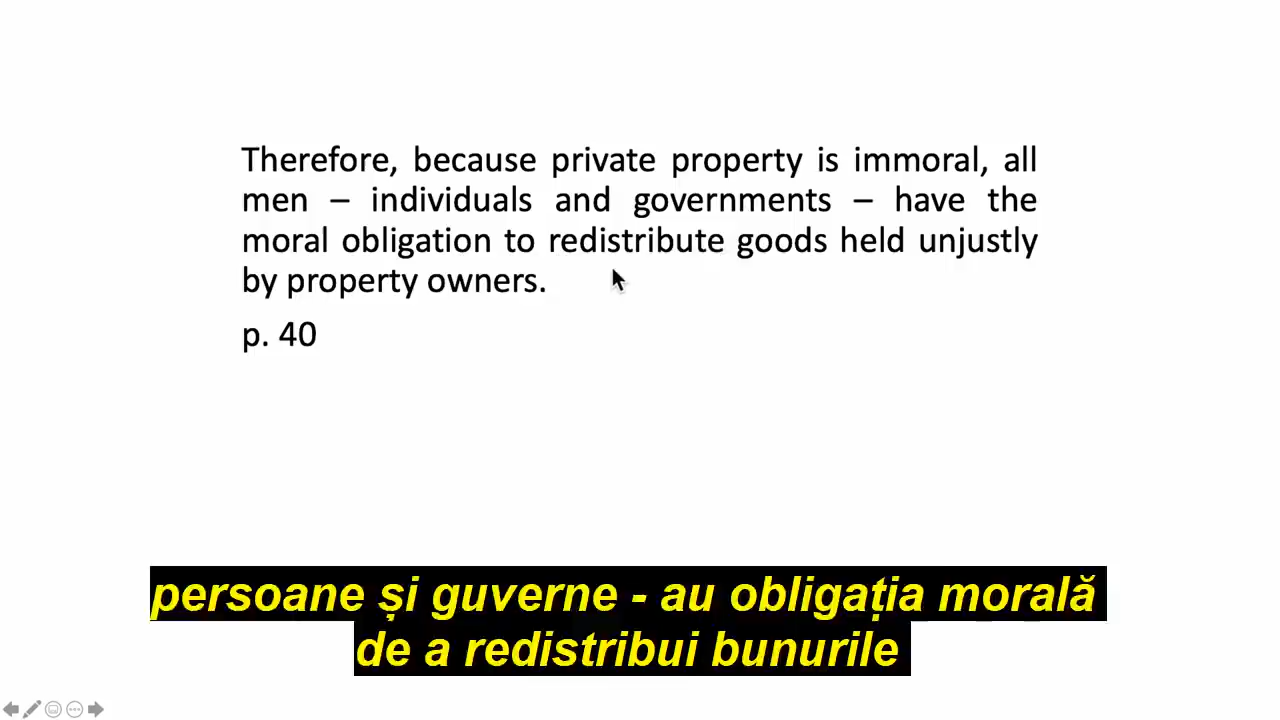 Therefore, because private property is immoral, all
men – individuals and governments – have the
moral obligation to redistribute goods held unjustly
by property owners.
p. 40
persoane și guverne - au obligația morală
de a redistribui bunurile